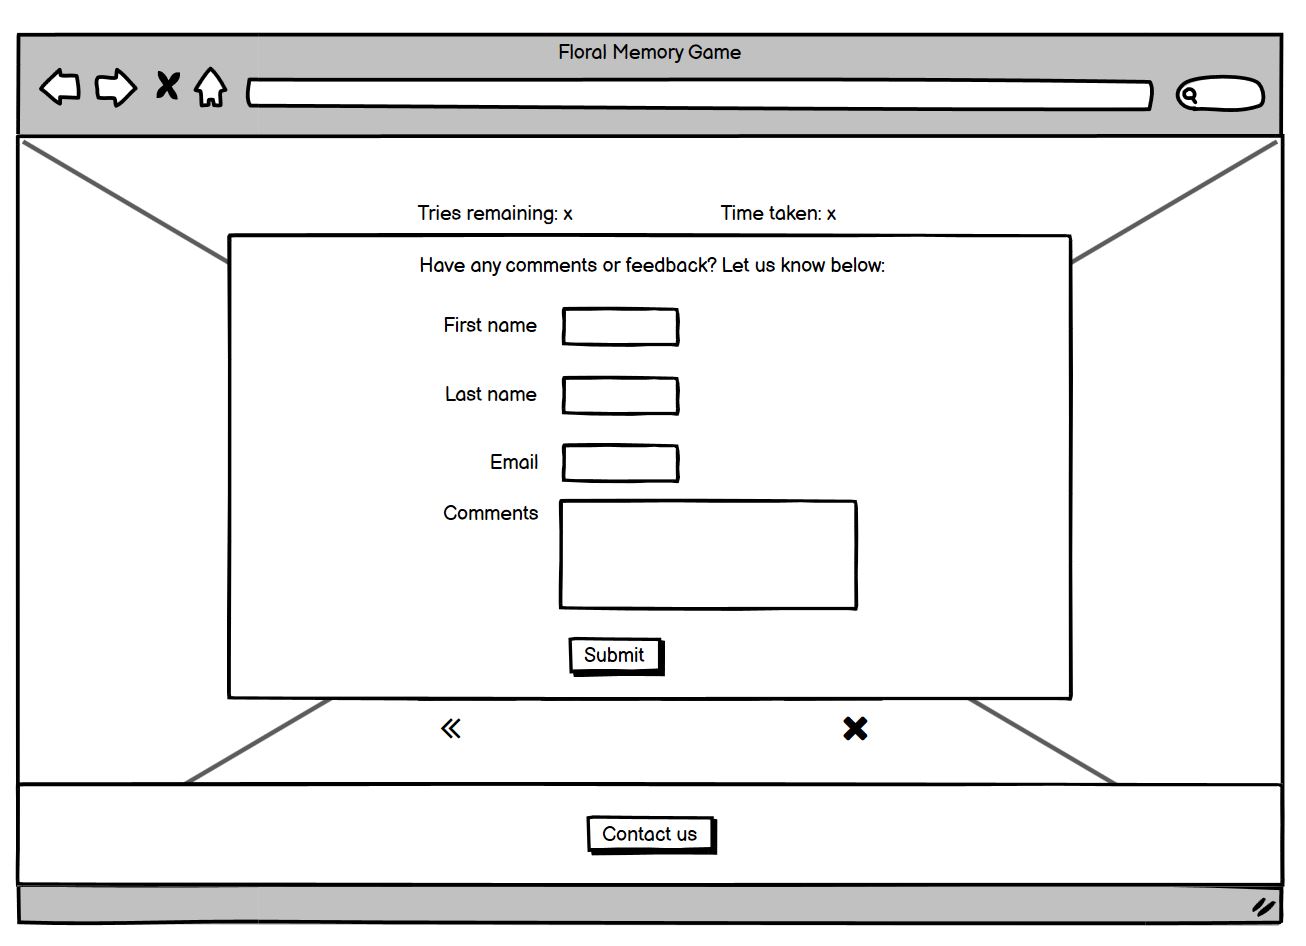 Floral Memory Game
Tries remaining: x
Time taken: x
Have any comments or feedback? Let us know below:
First name
Last name
Email
Comments
Submit
Contact us